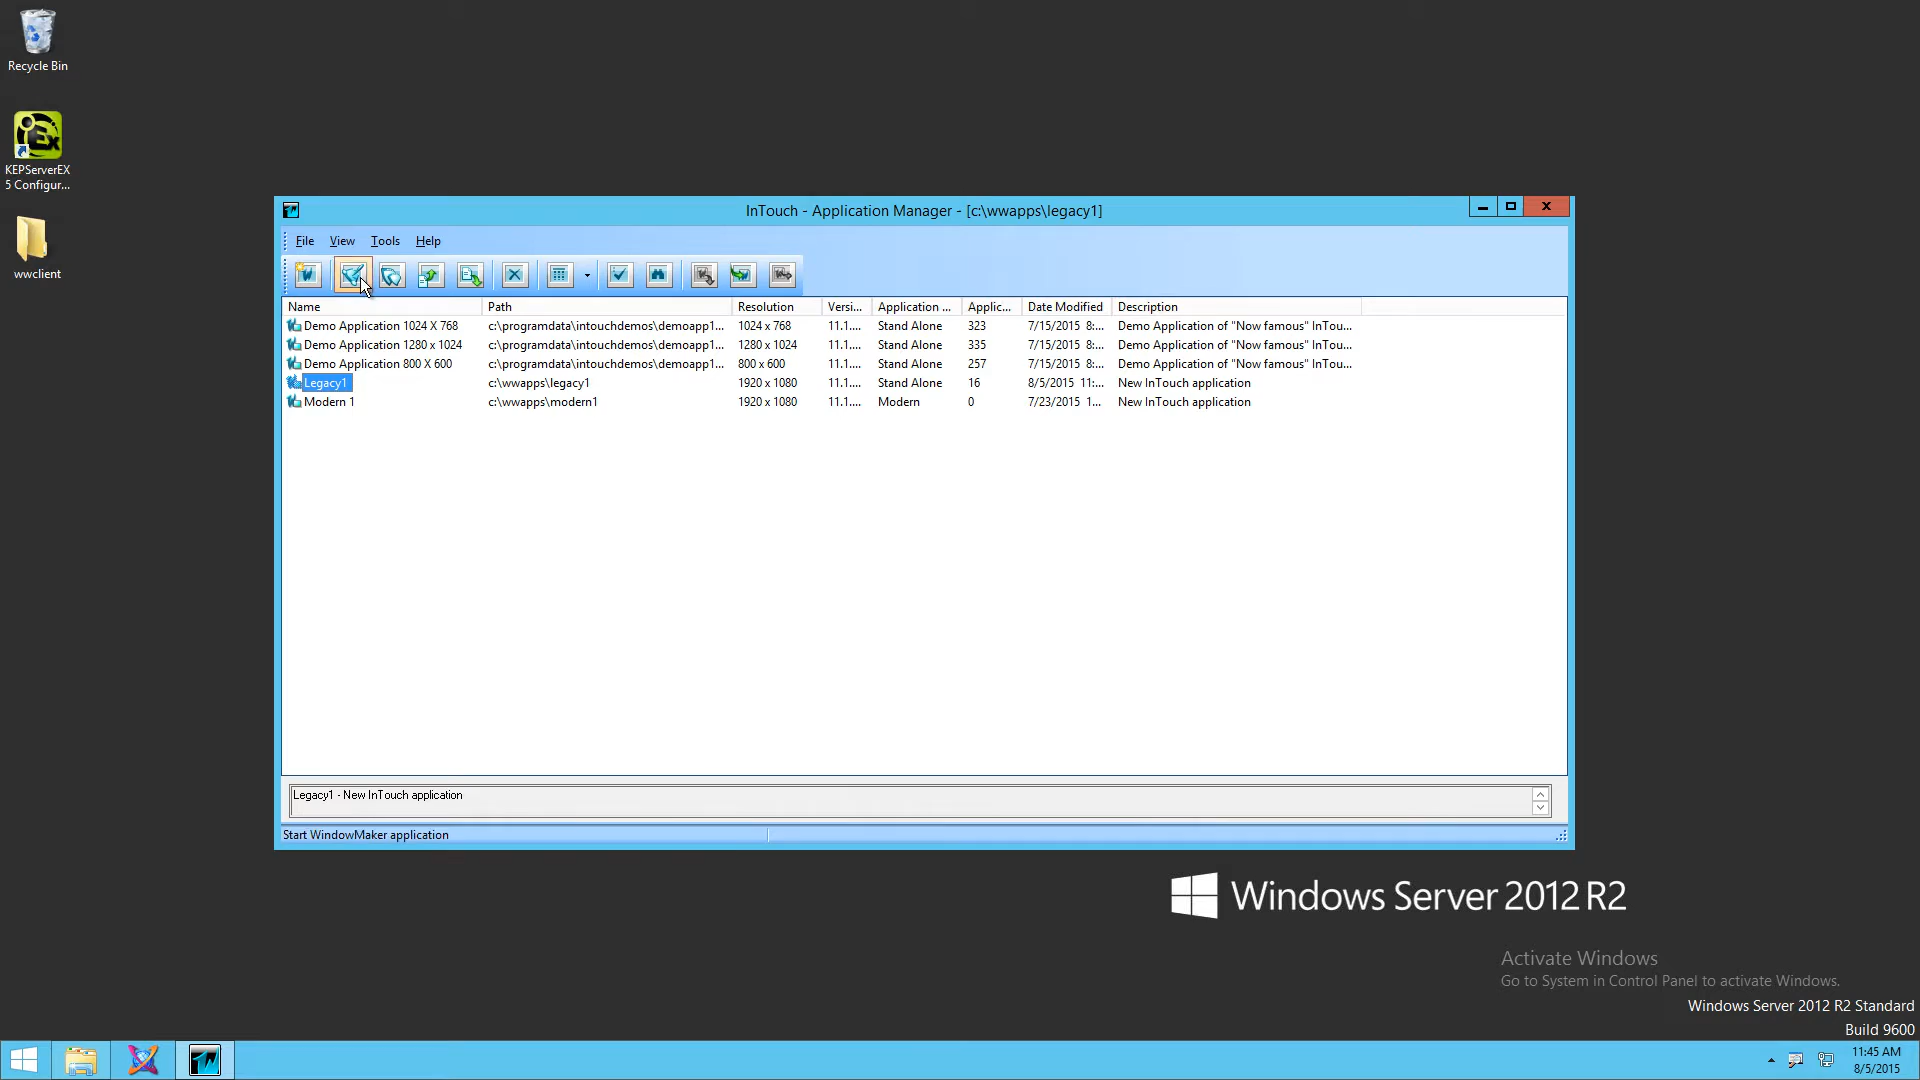 Recycle Bin
KEPServerEX
5 Configur...
wwclient
InTouch - Application Manager - [c:\wwapps\legacy1]
File View Tools Help
Name Path Resolution Versi... Application ... Applic... Date Modified Description
Demo Application 1024 X 768 c:\programdata\intouchdemos\demoapp1... 1024 x 768 11.1.... Stand Alone 323 7/15/2015 8:... Demo Application of "Now famous" InTou...
Demo Application 1280 x 1024 c:\programdata\intouchdemos\demoapp1... 1280 x 1024 11.1.... Stand Alone 335 7/15/2015 8:... Demo Application of "Now famous" InTou...
Demo Application 800 X 600 c:\programdata\intouchdemos\demoapp1... 800 x 600 11.1.... Stand Alone 257 7/15/2015 8:... Demo Application of "Now famous" InTou...
Legacy1 c:\wwapps\legacy1 1920 x 1080 11.1.... Stand Alone 16 8/5/2015 11:... New InTouch application
Modern 1 c:\wwapps\modern1 1920 x 1080 11.1.... Modern 0 7/23/2015 1... New InTouch application
Legacy1 - New InTouch application
Start WindowMaker application
Windows Server 2012 R2
Activate Windows
Go to System in Control Panel to activate Windows.
Windows Server 2012 R2 Standard
Build 9600
11:45 AM
8/5/2015